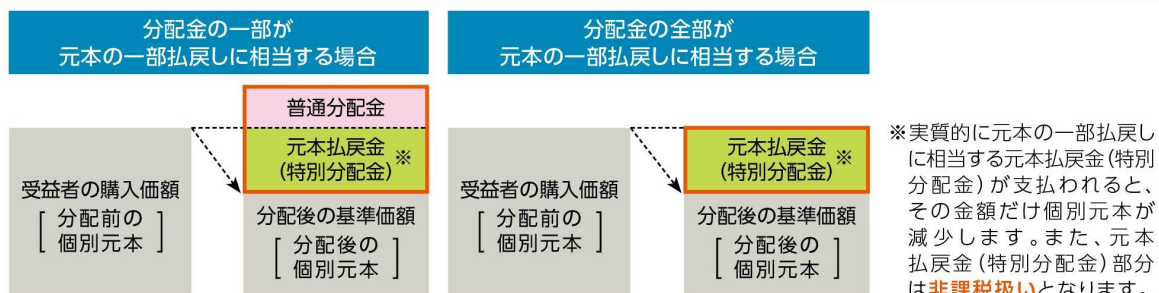 分配金の一部が
元本の一部払戻しに相当する場合
普通分配金
元本払戻金
(特別分配金)※
受益者の購入価額
[分配前の
個別元本]
分配後の基準価額
[分配後の
個別元本]
分配金の全部が
元本の一部払戻しに相当する場合
元本払戻金
(特別分配金)※
受益者の購入価額
[分配前の
個別元本]
分配後の基準価額
[分配後の
個別元本]
※実質的に元本の一部払戻し
に相当する元本払戻金(特別
分配金)が支払われると、
その金額だけ個別元本が
減少します。また、元本
払戻金(特別分配金)部分
は非課税扱いとなります。